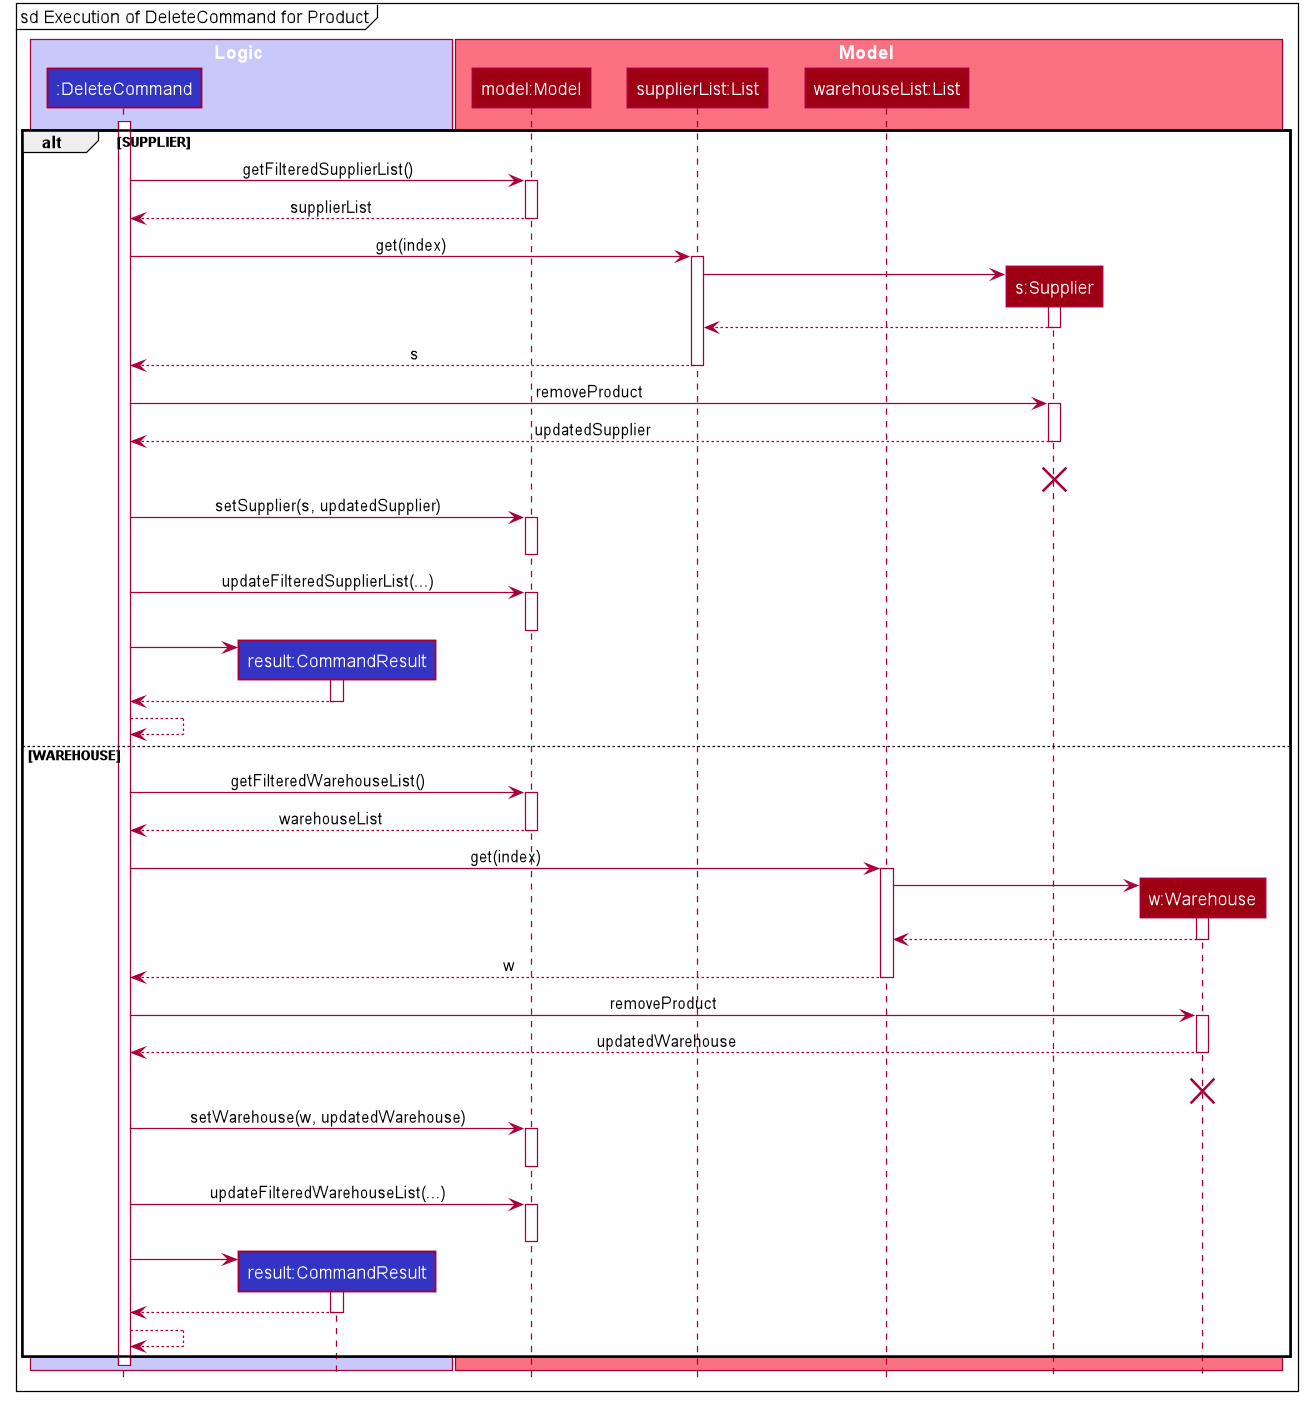 sd Execution of DeleteCommand for Product
Logic
Model
:DeleteCommand
model:Model
supplierList:List
warehouseList:List
alt
[SUPPLIER]
getFilteredSupplierList()
supplierList
get(index)
s:Supplier
s
removeProduct
updatedSupplier
setSupplier(s, updatedSupplier)
updateFilteredSupplierList(...)
result:CommandResult
[WAREHOUSE]
getFilteredWarehouseList()
warehouseList
get(index)
w:Warehouse
w
removeProduct
updatedWarehouse
setWarehouse(w, updatedWarehouse)
updateFilteredWarehouseList(...)
result:CommandResult